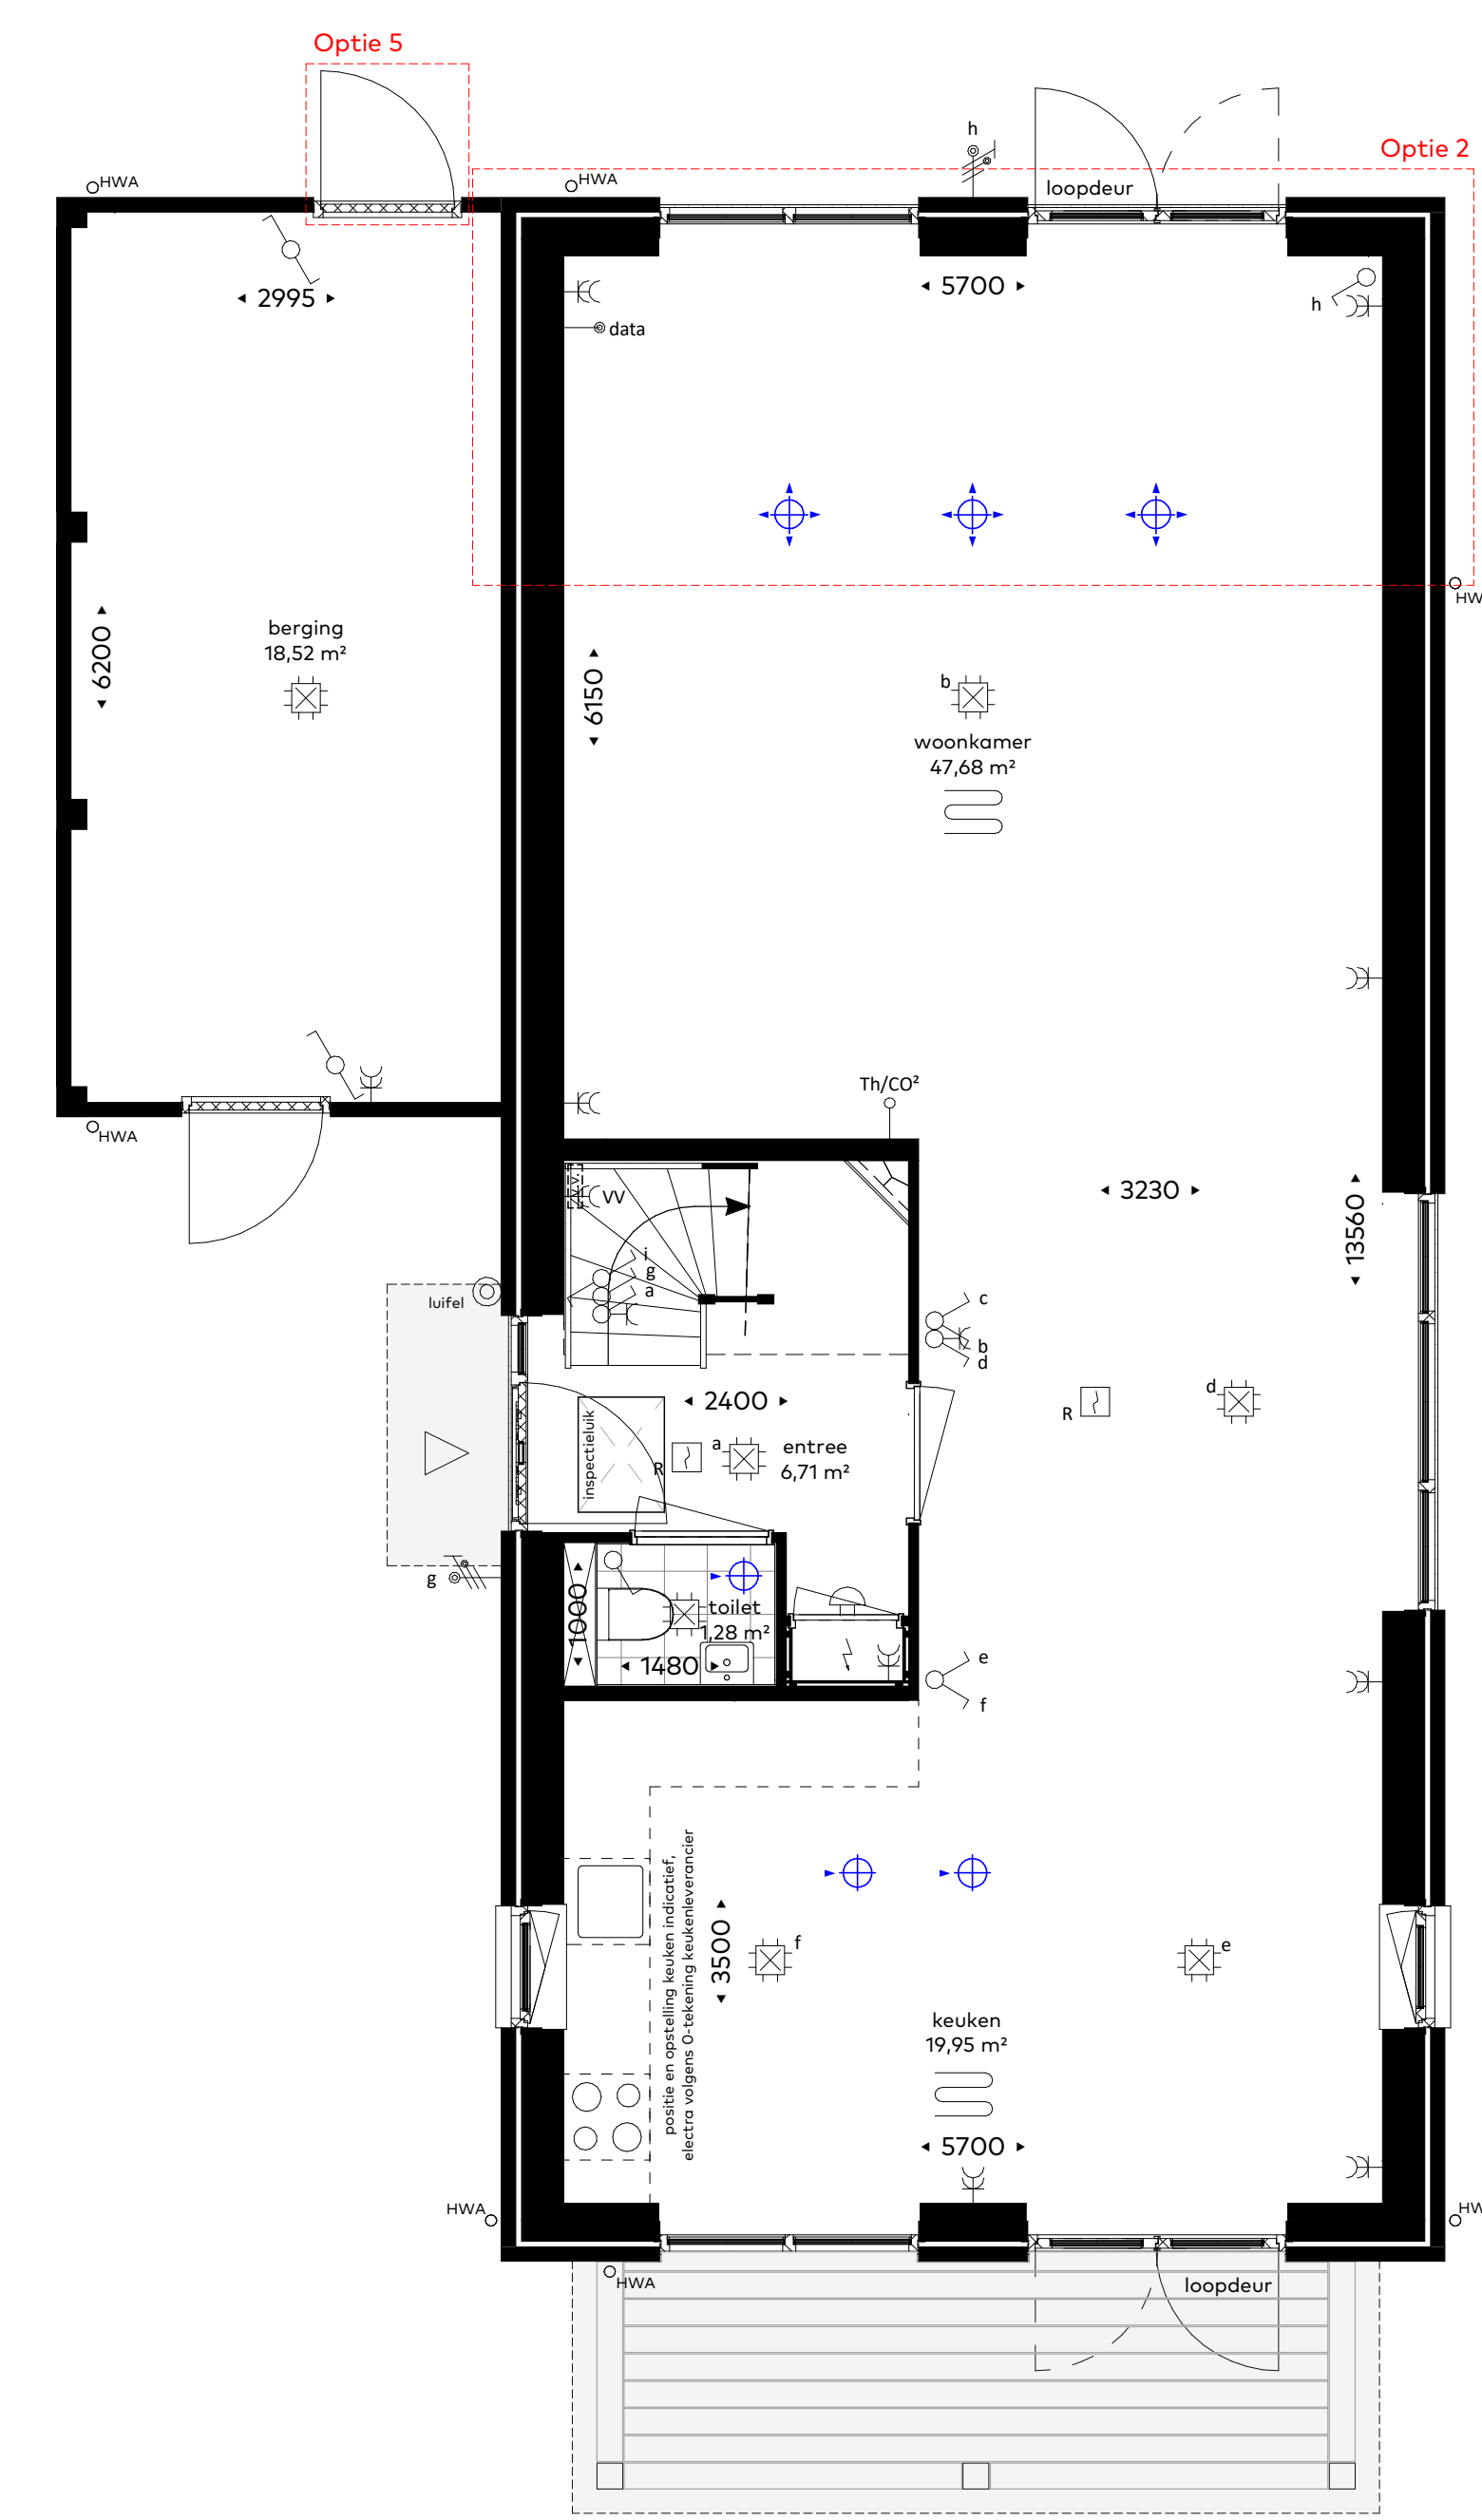 Optie 5
h
Optie 2
HWA
HWA
loopdeur
2995
5700
h
data
HW
berging
18,52 m²
6200
6150
b
woonkamer
47,68 m²
Th/CO²
HWA
v.v.
VV
3230
13560
i
g
a
luifel
c
b
d
2400
inspectieluik
R
a
entree
6,71 m²
R
d
g
1000
toilet
1,28 m²
1480
e
f
positie en opstelling keuken indicatief,
electra volgens 0-tekening keukenleverancier
3500
f
e
keuken
19,95 m²
5700
HWA
HW
HWA
loopdeur